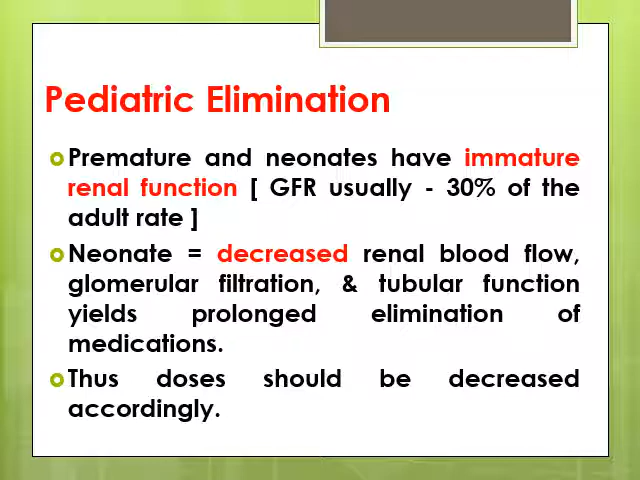 Pediatric Elimination
Premature and neonates have immature
renal function [ GFR usually - 30% of the
adult rate ]
Neonate = decreased renal blood flow,
glomerular filtration, & tubular function
yields prolonged elimination of
medications.
Thus doses should be decreased
accordingly.